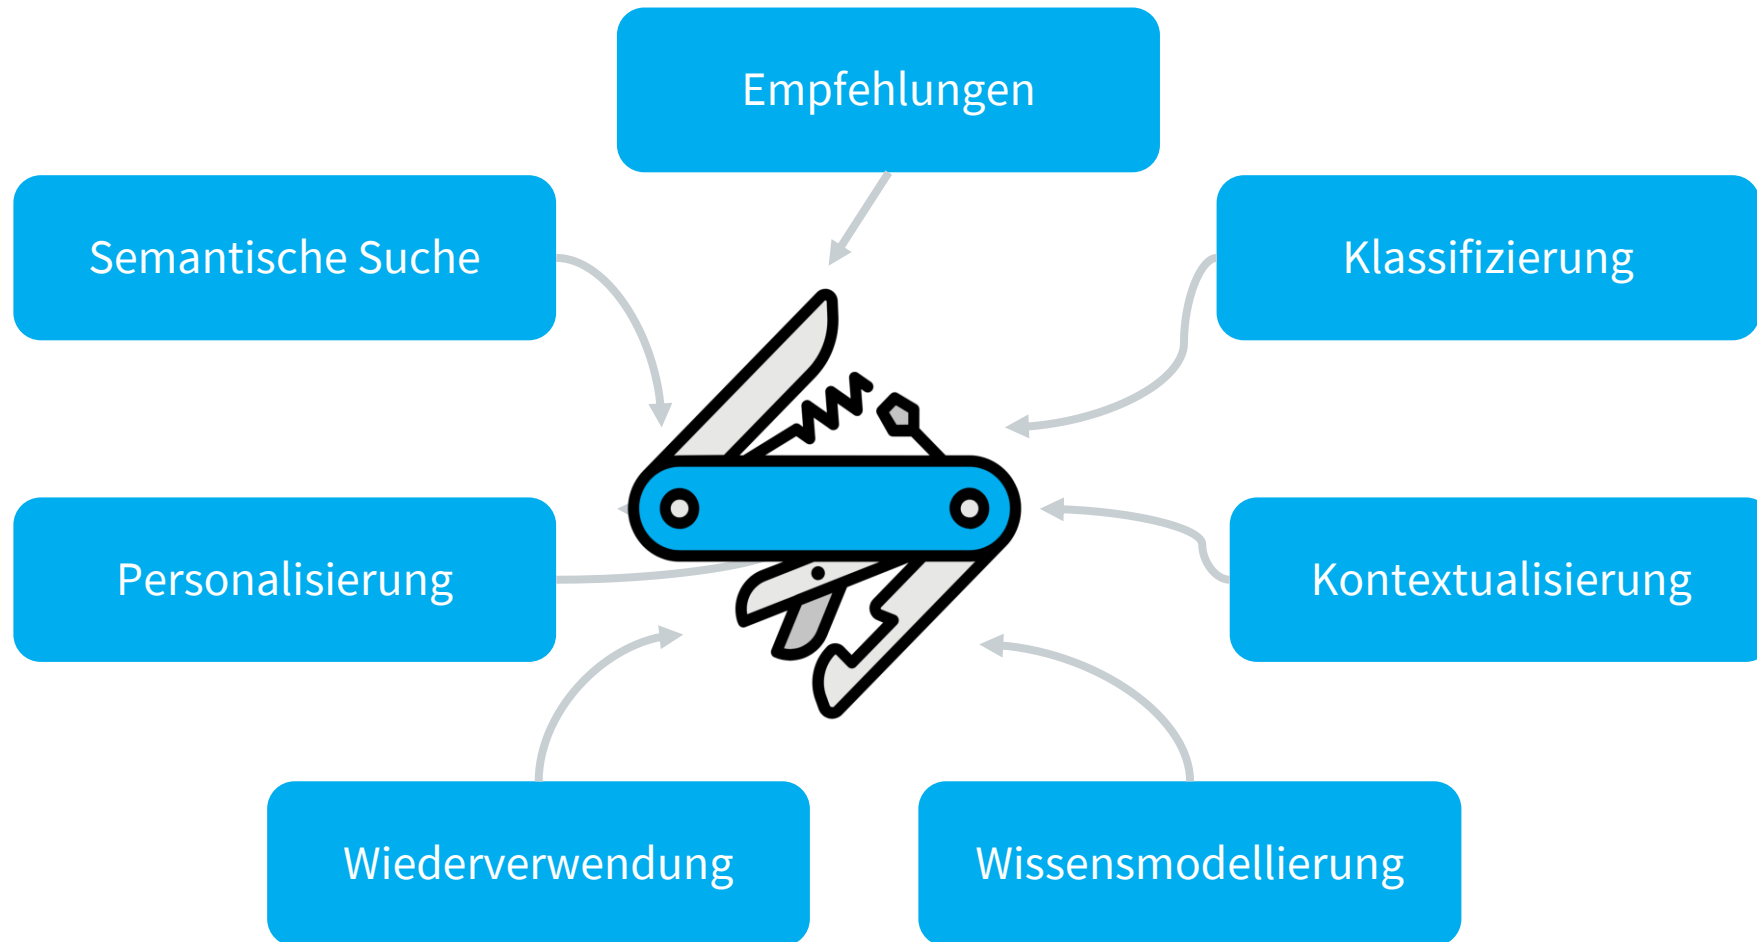 Empfehlungen
Semantische Suche
Klassifizierung
Personalisierung
Kontextualisierung
Wiederverwendung
Wissensmodellierung